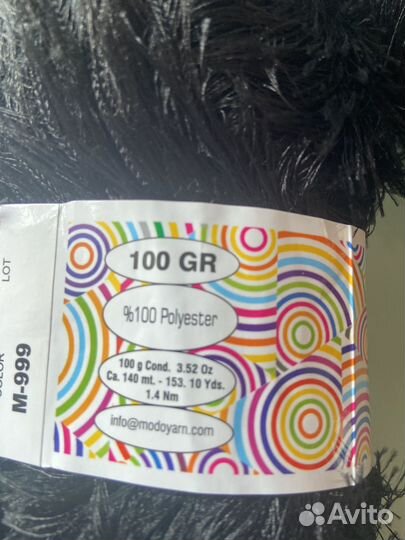 LOT
COLOR
M-999
100 GR
%100 Polyester
100 g Cond. 3.52 Oz
Ca. 140 mt. - 153. 10 Yds.
1.4 Nm
info@modoyarn.com
Avito